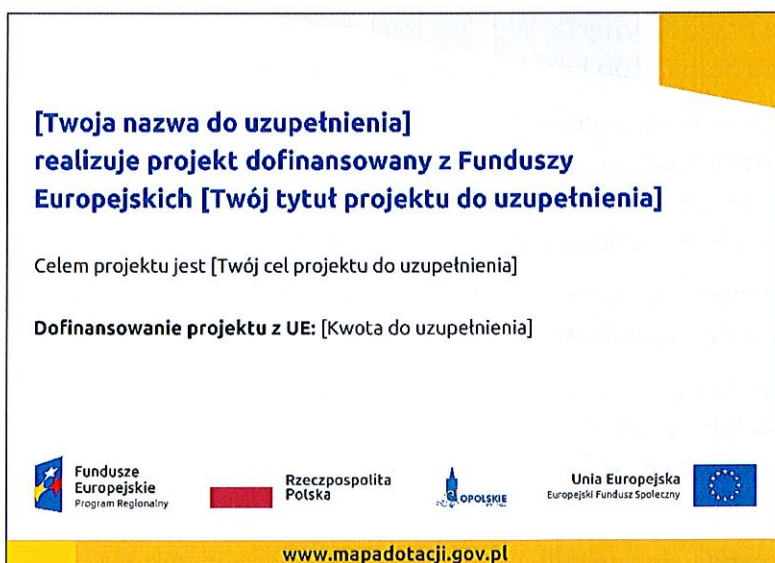 [Twoja nazwa do uzupełnienia]
realizuje projekt dofinansowany z Funduszy
Europejskich [Twój tytuł projektu do uzupełnienia]
Celem projektu jest [Twój cel projektu do uzupełnienia]
Dofinansowanie projektu z UE: [Kwota do uzupełnienia]
Fundusze
Europejskie
Program Regionalny
Rzeczpospolita
Polska
OPOLSKIE
Unia Europejska
Europejski Fundusz Społeczny
www.mapadotacji.gov.pl